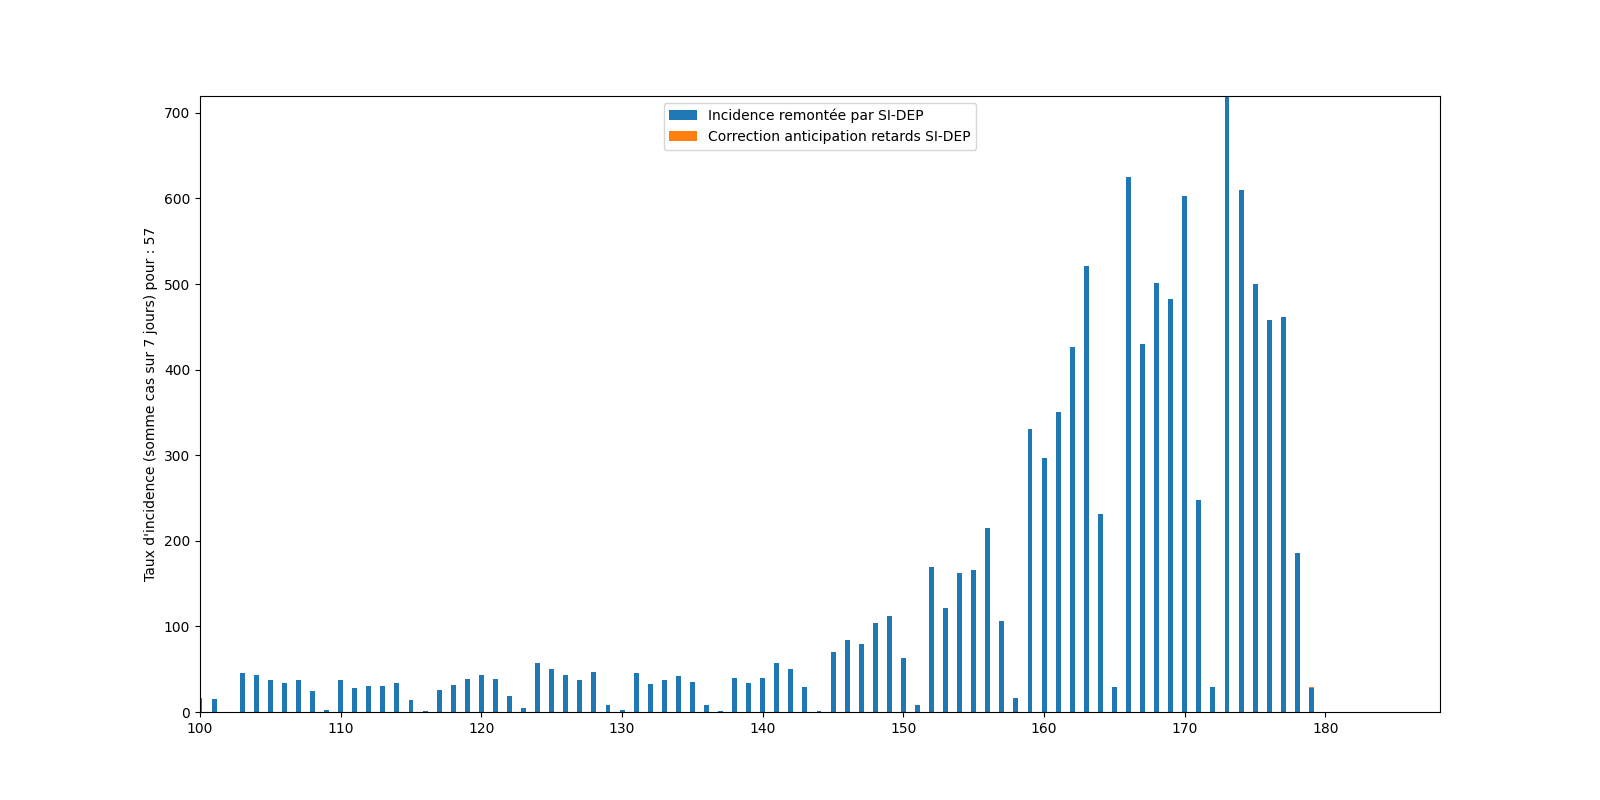 Incidence remontée par SI-DEP
Correction anticipation retards SI-DEP
Taux d'incidence (somme cas sur 7 jours) pour : 57
700
600
500
400
300
200
100
0
100 110 120 130 140 150 160 170 180